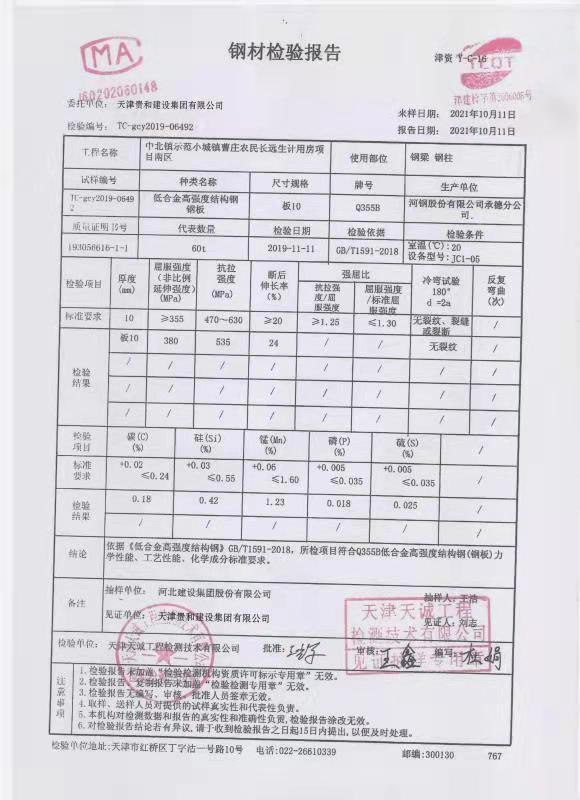 MA
160202060148
钢材检验报告
津资 T-C-16
TEQT
委托单位： 天津贵和建设集团有限公司
来样日期： 2021年10月11日
检验编号： TC-gcy2019-06492
报告日期： 2021年10月11日
工程名称 中北镇示范小城镇曹庄农民长远生计用房项目南区 使用部位 钢梁 钢柱
试样编号 种类名称 尺寸规格 牌号 生产单位
TC-gcy2019-06492 低合金高强度结构钢钢板 板10 Q355B 河钢股份有限公司承德分公司.
质量证明书号 代表数量 检验日期 检验依据 检验条件
193056616-1-1 60t 2019-11-11 GB/T1591-2018 室温(℃):20
设备型号:JC1-05
检验项目 厚度(mm) 屈服强度（非比例延伸强度）(MPa) 抗拉强度(MPa) 断后伸长率(%) 强屈比 冷弯试验180°d =2a 反复弯曲(次)
抗拉强度/屈服强度 屈服强度/标准屈服强度
标准要求 10 ≥355 470~630 ≥20 ≥1.25 ≤1.30 无裂纹、裂缝或裂断 /
检验结果 板10 380 535 24 / / 无裂纹 /
/ / / / / / / /
/ / / / / / / /
/ / / / / / / /
检验项目 碳(C)(%) 硅(Si)(%) 锰(Mn)(%) 磷(P)(%) 硫(S)(%) /
标准要求 +0.02 ≤0.24 +0.03 ≤0.55 +0.06 ≤1.60 +0.005 ≤0.035 +0.005 ≤0.035 /
检验结果 0.18 0.42 1.23 0.018 0.025 /
/ / / / / /
结论 依据《低合金高强度结构钢》GB/T1591-2018，所检项目符合Q355B低合金高强度结构钢(钢板)力
学性能、工艺性能、化学成分标准要求。
备注 抽样单位： 河北建设集团股份有限公司 抽样人：王浩
见证单位： 天津贵和建设集团有限公司 见证人：刘志
天津天诚工程
检测技术有限公司
见证取样专用章
检验单位： 天津天诚工程检测技术有限公司 批准： 审核：王鑫 编写：
注意事项
1.检验报告未加盖“检验检测机构资质许可标示专用章”无效。
2.检验报告、复制报告未加盖“检验检测专用章”无效。
3.检验报告无编写、审核、批准人员签章无效。
4.取样、送样人员对提供的试样真实性和代表性负责。
5.本机构对检测数据和报告的真实性和准确性负责,检验报告涂改无效。
6.对检验报告结论若有异议,请于收到检验报告之日起15日内提出,以便及时处理。
检验单位地址:天津市红桥区丁字沽一号路10号 电话:022-26610339 邮编:300130 767